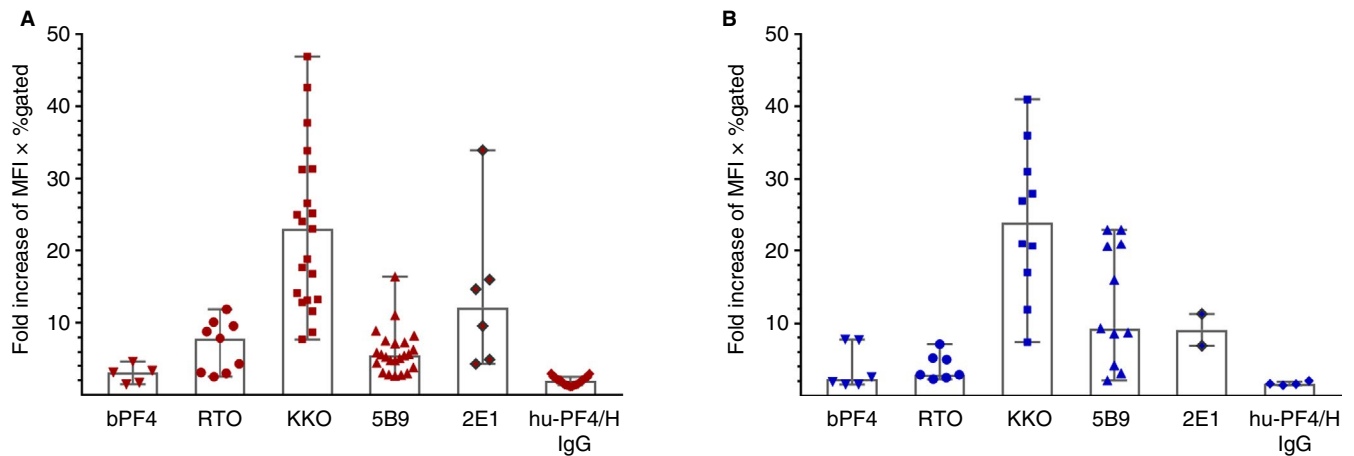 A
Fold increase of MFI × %gated
50
40
30
20
10
bPF4
RTO
KKO
5B9
2E1
hu-PF4/H
IgG
B
Fold increase of MFI × %gated
50
40
30
20
10
bPF4
RTO
KKO
5B9
2E1
hu-PF4/H
IgG